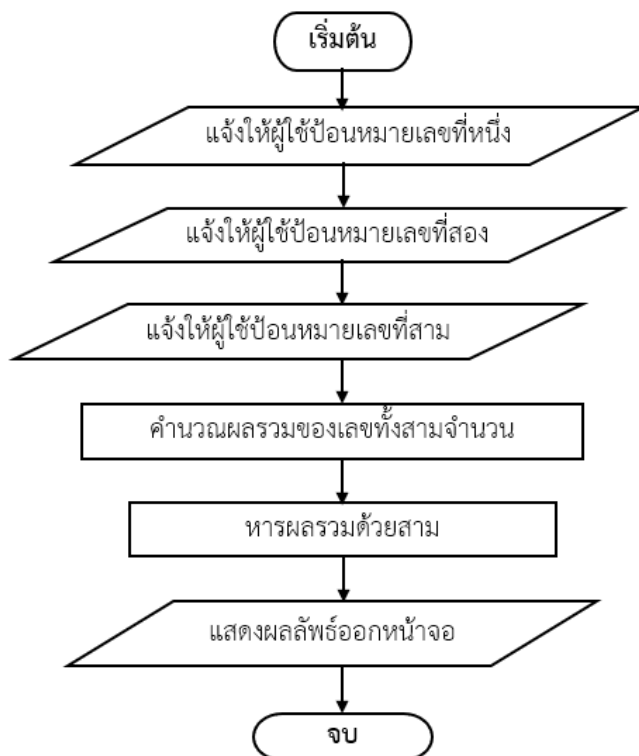 เริ่มต้น
แจ้งให้ผู้ใช้ป้อนหมายเลขที่หนึ่ง
แจ้งให้ผู้ใช้ป้อนหมายเลขที่สอง
แจ้งให้ผู้ใช้ป้อนหมายเลขที่สาม
คำนวณผลรวมของเลขทั้งสามจำนวน
หารผลรวมด้วยสาม
แสดงผลลัพธ์ออกหน้าจอ
จบ